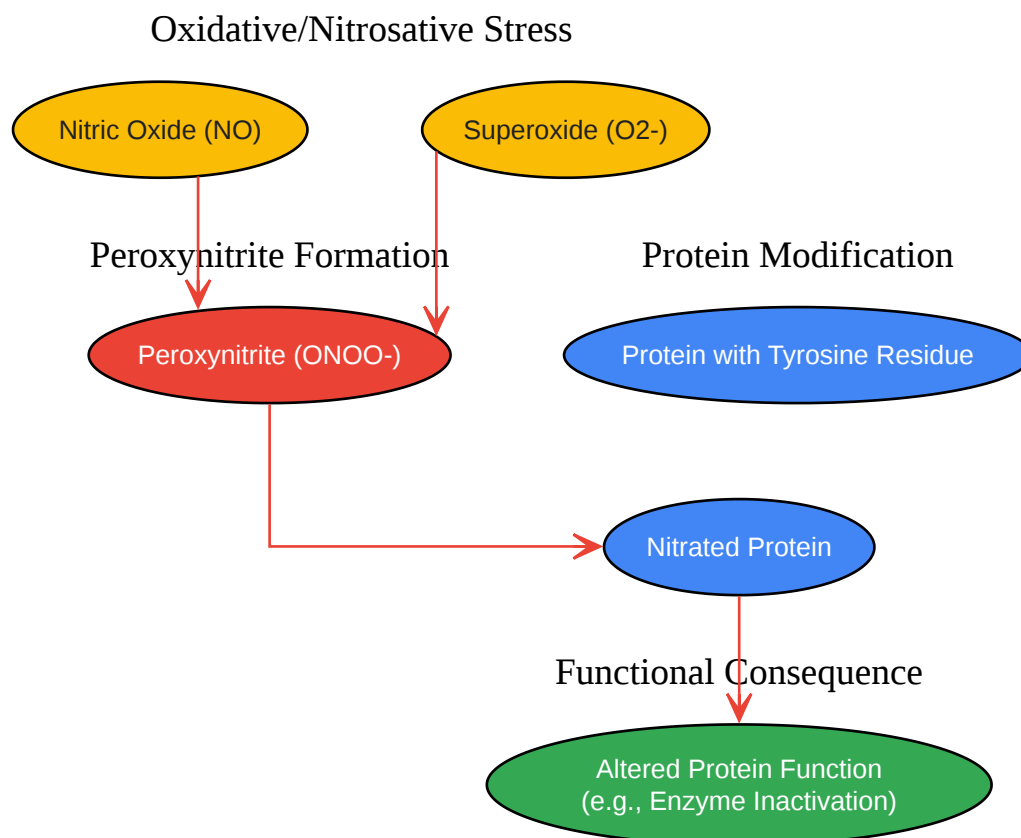 Oxidative/Nitrosative Stress
Nitric Oxide (NO)
Superoxide (O2-)
Peroxynitrite Formation
Protein Modification
Peroxynitrite (ONOO-)
Protein with Tyrosine Residue
Nitrated Protein
Functional Consequence
Altered Protein Function
(e.g., Enzyme Inactivation)